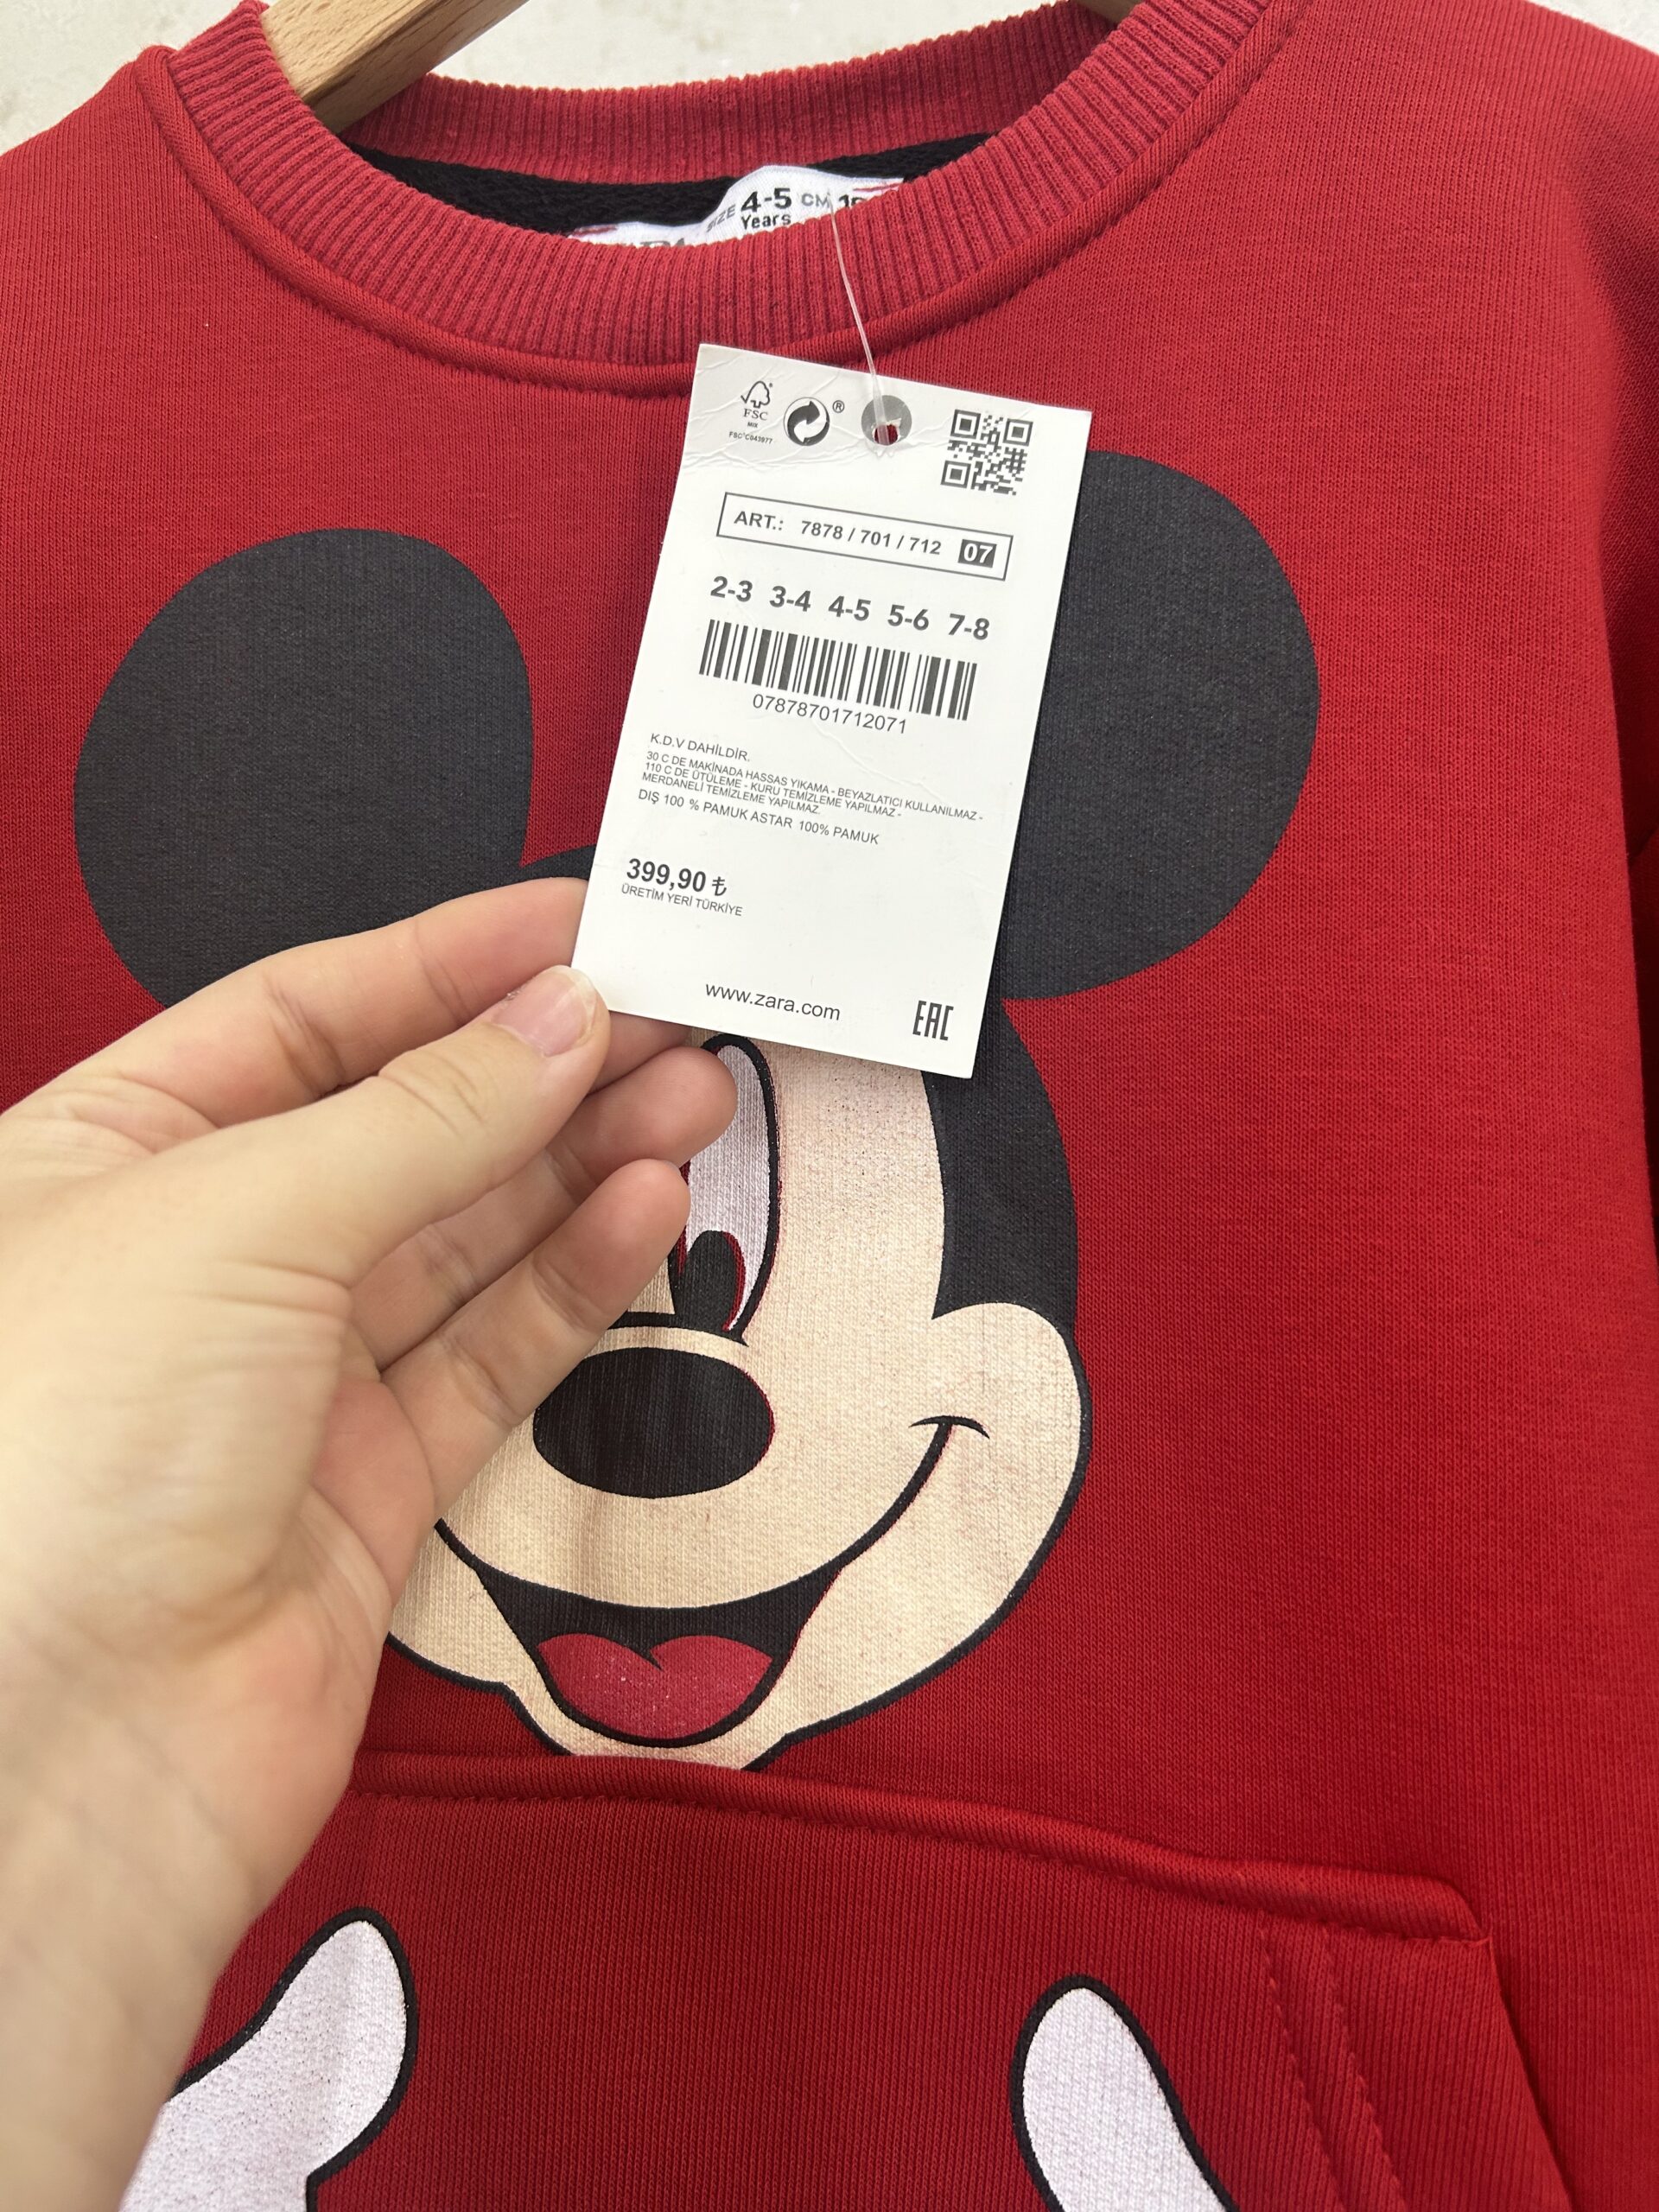 SIZE 4-5 CM
Years
FSC
MIX
FSC® C043977
®
ART.: 7878 / 701 / 712 07
2-3 3-4 4-5 5-6 7-8
07878701712071
K.D.V DAHİLDİR.
30 C DE MAKİNADA HASSAS YIKAMA - BEYAZLATICI KULLANILMAZ -
110 C DE ÜTÜLEME - KURU TEMİZLEME YAPILMAZ -
MERDANELİ TEMİZLEME YAPILMAZ.
DIŞ 100 % PAMUK ASTAR 100% PAMUK
399,90 ₺
ÜRETİM YERİ TÜRKİYE
www.zara.com
EAC